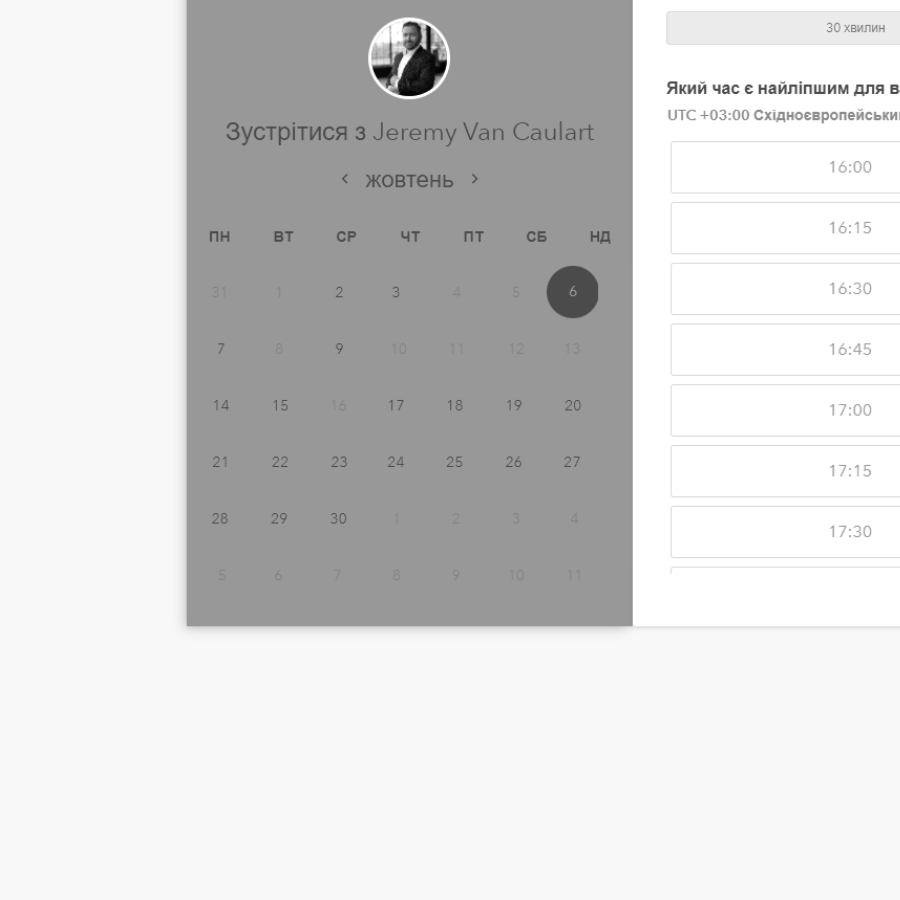 Зустрітися з Jeremy Van Caulart
жовтень
ПН ВТ СР ЧТ ПТ СБ НД
31 1 2 3 4 5 6
7 8 9 10 11 12 13
14 15 16 17 18 19 20
21 22 23 24 25 26 27
28 29 30 1 2 3 4
5 6 7 8 9 10 11
30 хвилин
Який час є найліпшим для
UTC +03:00
16:00
16:15
16:30
16:45
17:00
17:15
17:30